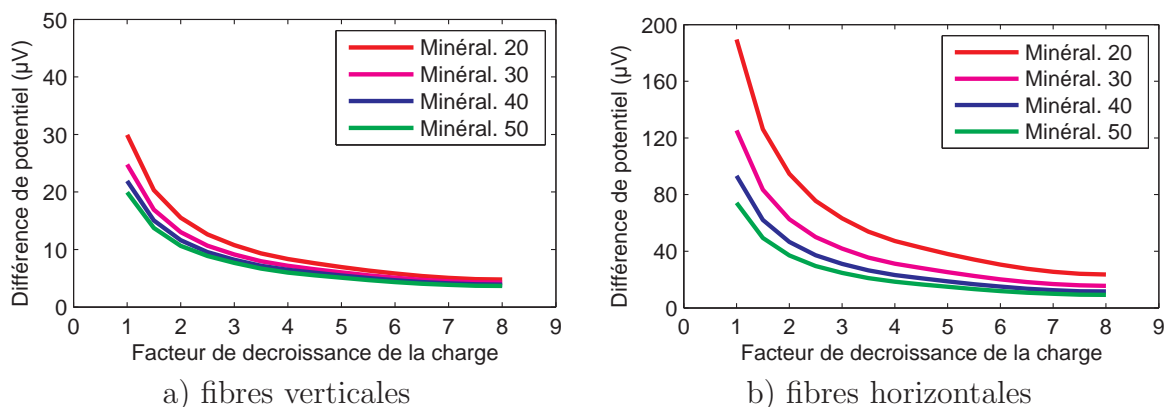 50
40
30
20
10
0
Différence de potentiel (µV)
Minéral. 20
Minéral. 30
Minéral. 40
Minéral. 50
0 1 2 3 4 5 6 7 8 9
Facteur de decroissance de la charge
a) fibres verticales
200
160
120
80
40
0
Différence de potentiel (µV)
Minéral. 20
Minéral. 30
Minéral. 40
Minéral. 50
0 1 2 3 4 5 6 7 8 9
Facteur de decroissance de la charge
b) fibres horizontales